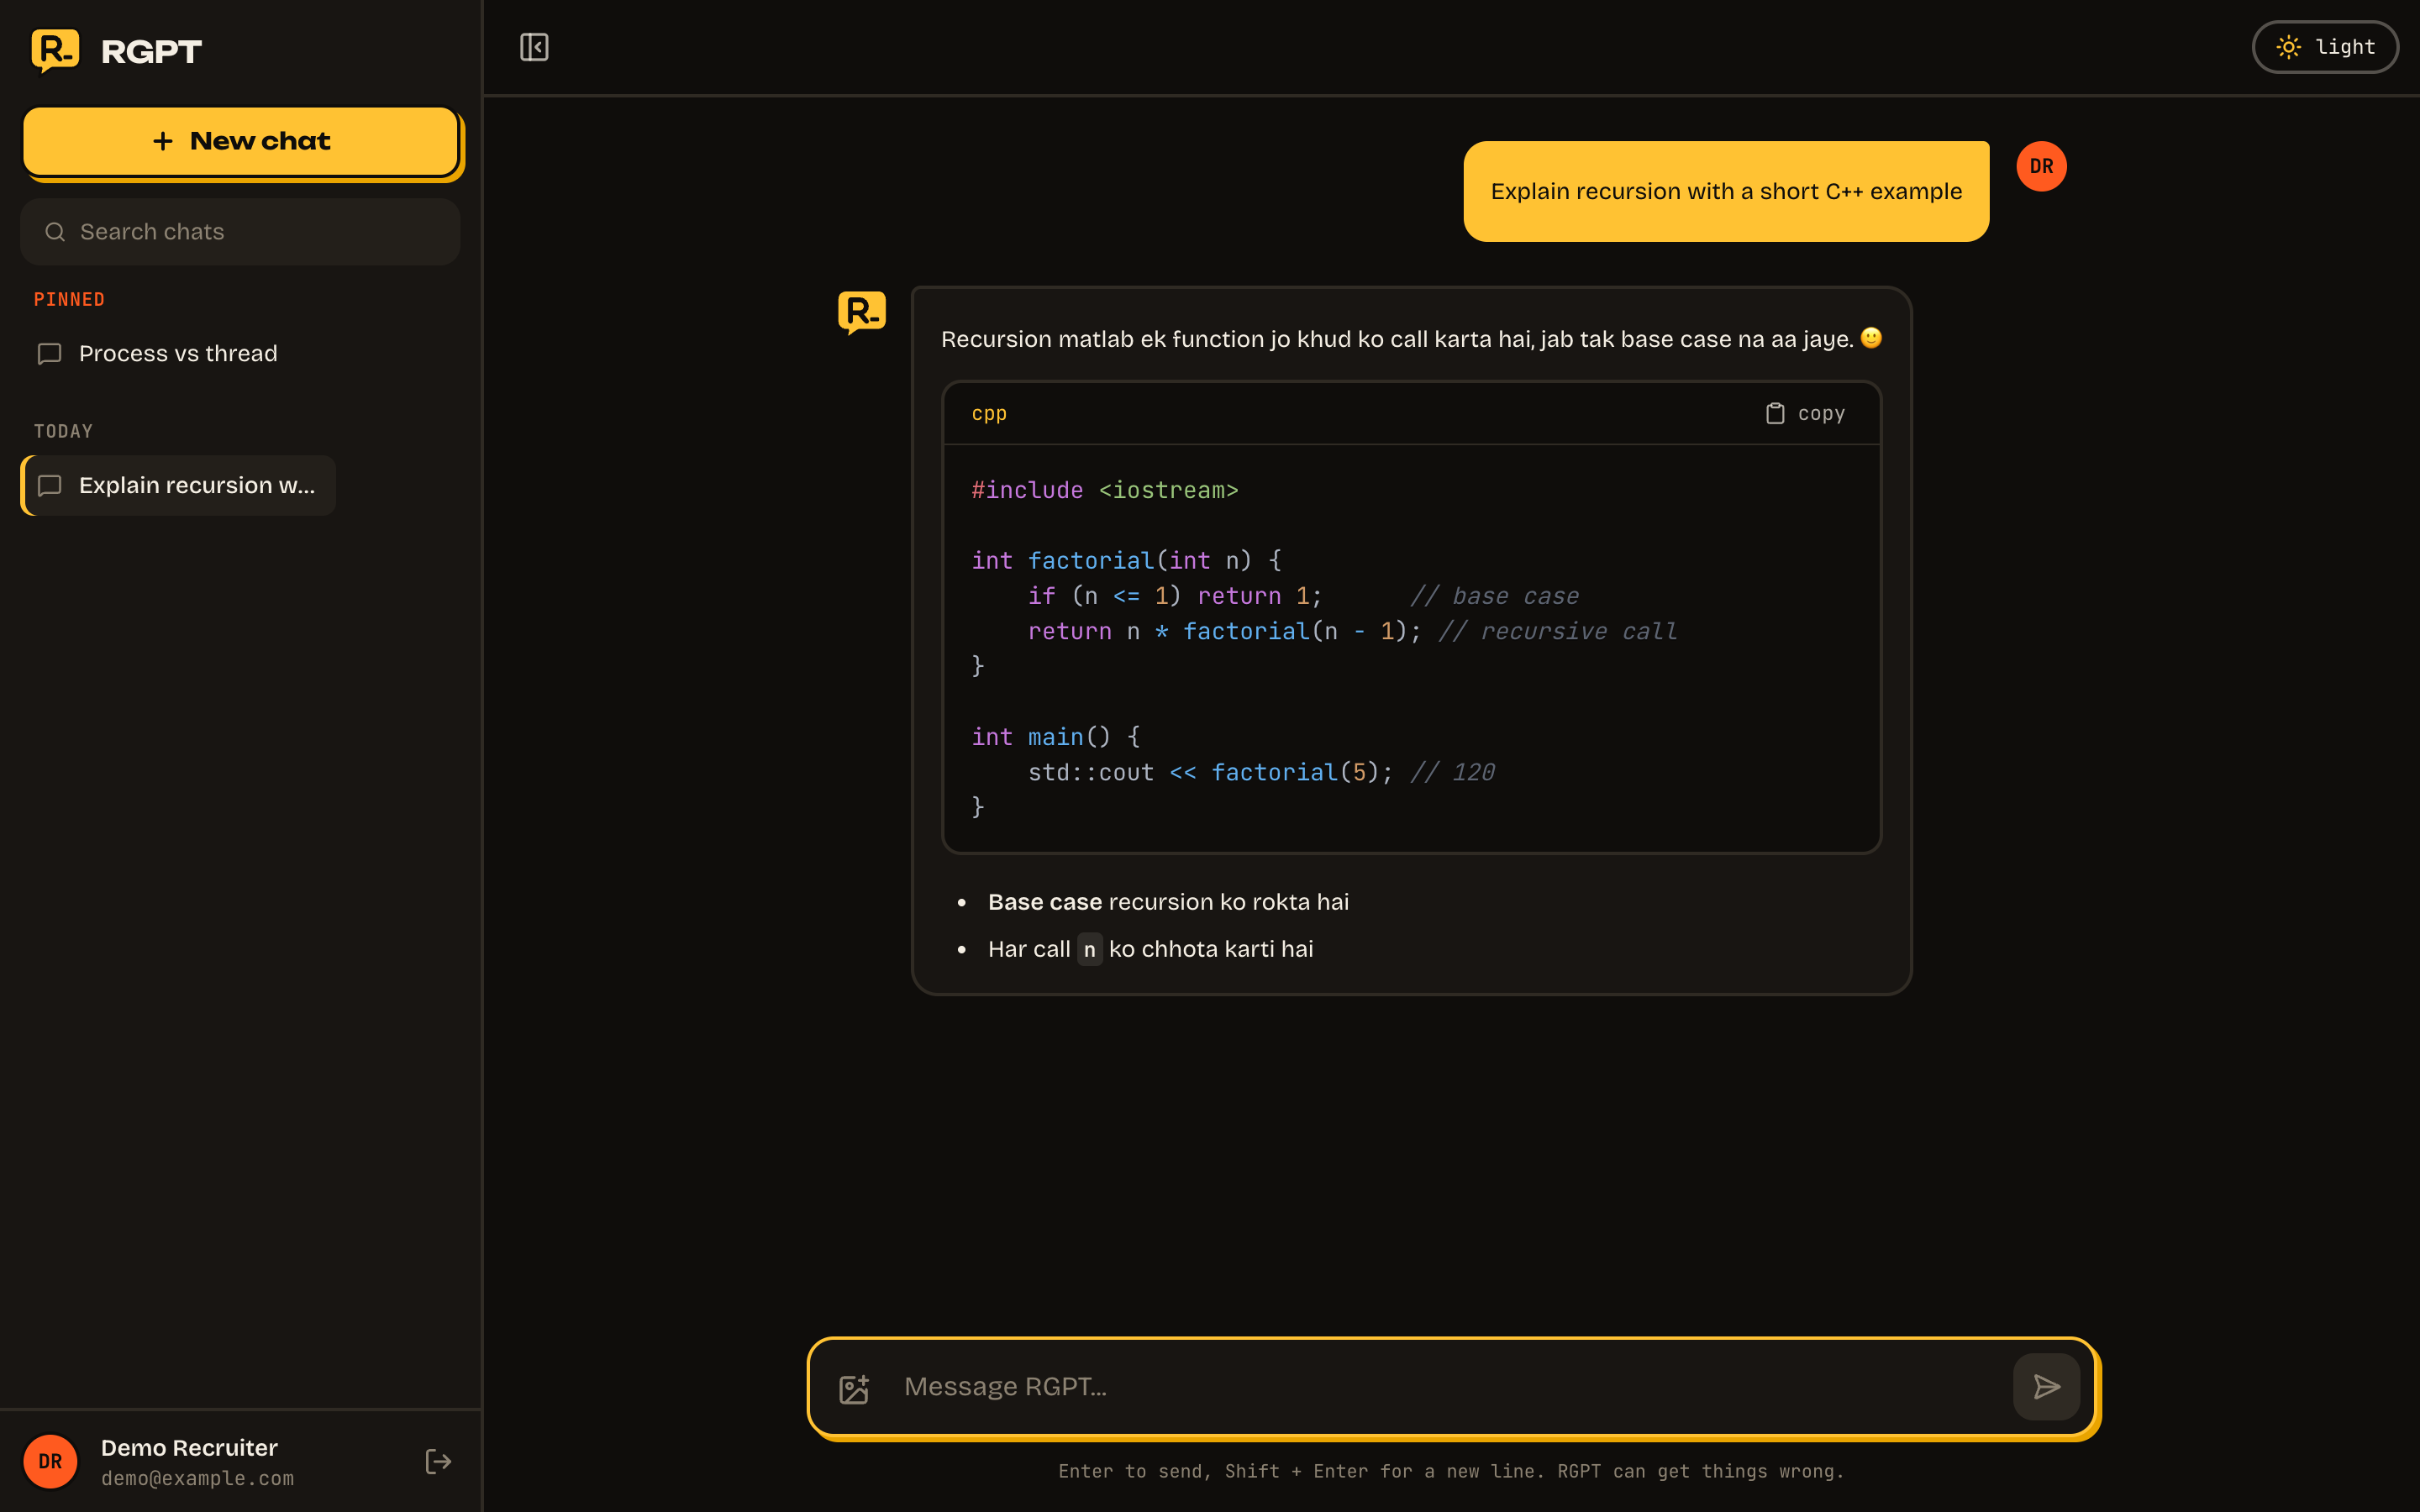 R_ RGPT
light
+ New chat
Search chats
PINNED
Process vs thread
TODAY
Explain recursion w...
Explain recursion with a short C++ example
DR
R_
Recursion matlab ek function jo khud ko call karta hai, jab tak base case na aa jaye. 🙂
cpp
copy
#include <iostream>

int factorial(int n) {
    if (n <= 1) return 1;      // base case
    return n * factorial(n - 1); // recursive call
}

int main() {
    std::cout << factorial(5); // 120
}
• Base case recursion ko rokta hai
• Har call n ko chhota karti hai
Message RGPT...
Enter to send, Shift + Enter for a new line. RGPT can get things wrong.
DR
Demo Recruiter
demo@example.com